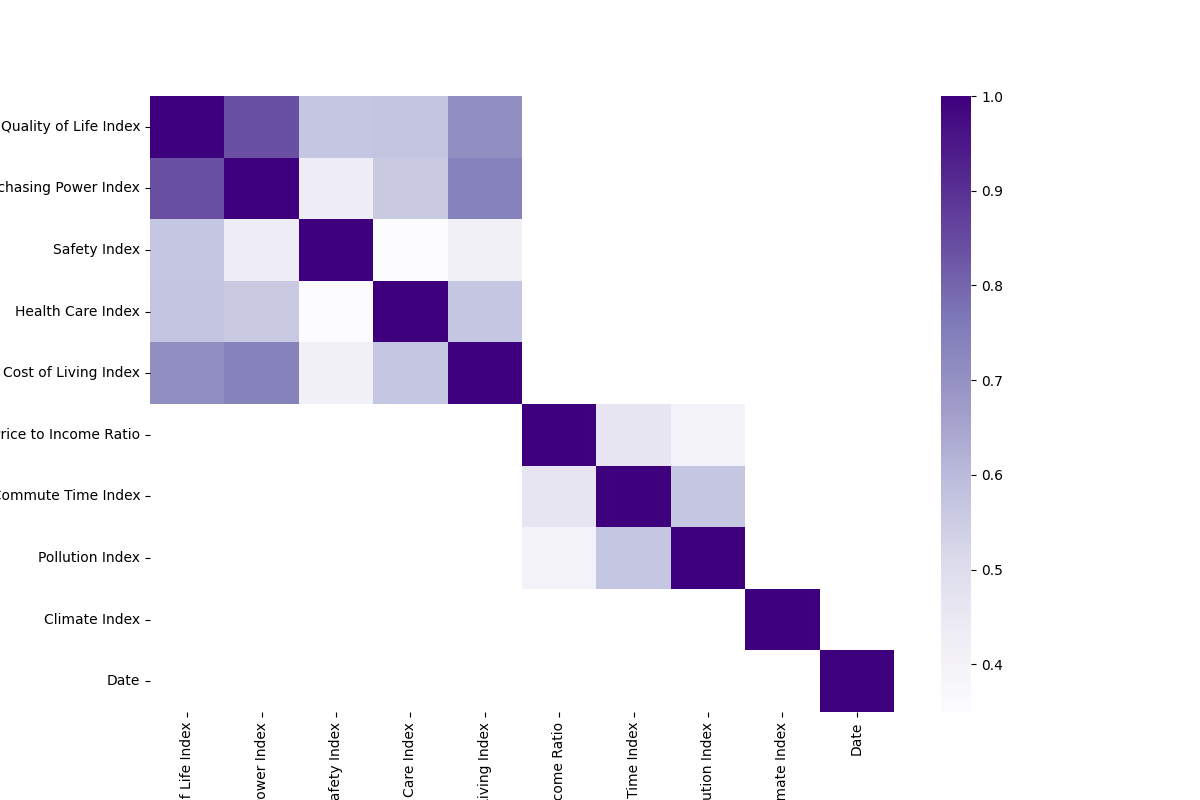 Quality of Life Index
chasing Power Index
Safety Index
Health Care Index
Cost of Living Index
rice to Income Ratio
Commute Time Index
Pollution Index
Climate Index
Date
f Life Index
ower Index
afety Index
Care Index
iving Index
come Ratio
Time Index
ution Index
mate Index
Date
1.0
0.9
0.8
0.7
0.6
0.5
0.4